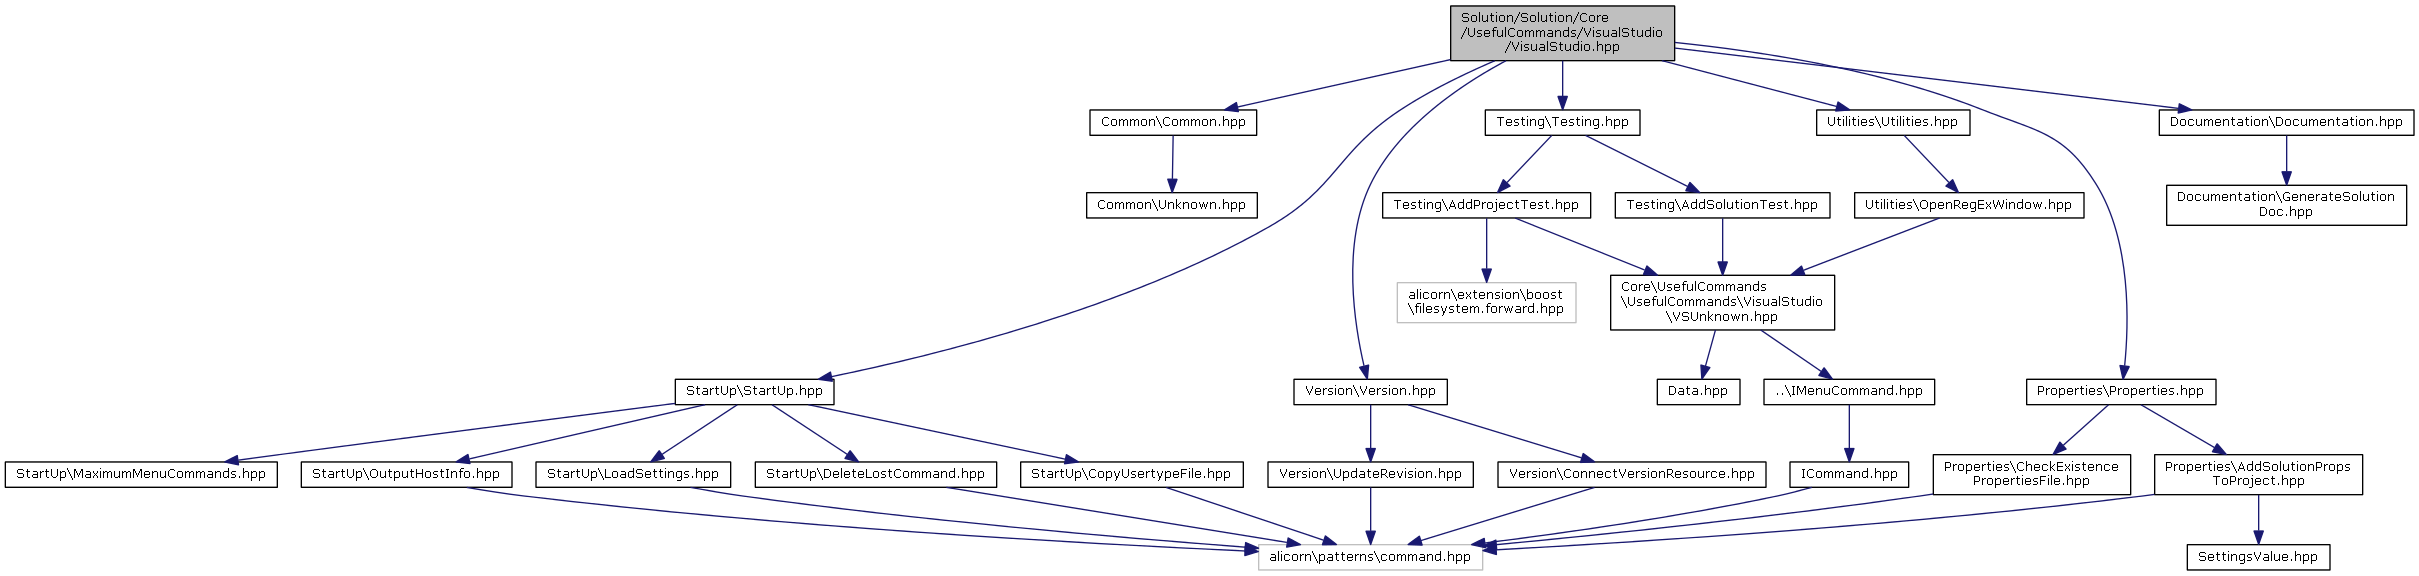 Solution/Solution/Core
/UsefulCommands/VisualStudio
/VisualStudio.hpp
Common\Common.hpp
Testing\Testing.hpp
Utilities\Utilities.hpp
Documentation\Documentation.hpp
Common\Unknown.hpp
Testing\AddProjectTest.hpp
Testing\AddSolutionTest.hpp
Utilities\OpenRegExWindow.hpp
Documentation\GenerateSolution
Doc.hpp
alicorn\extension\boost
\filesystem.forward.hpp
Core\UsefulCommands
\UsefulCommands\VisualStudio
\VSUnknown.hpp
StartUp\StartUp.hpp
Version\Version.hpp
Data.hpp
..\IMenuCommand.hpp
Properties\Properties.hpp
StartUp\MaximumMenuCommands.hpp
StartUp\OutputHostInfo.hpp
StartUp\LoadSettings.hpp
StartUp\DeleteLostCommand.hpp
StartUp\CopyUsertypeFile.hpp
Version\UpdateRevision.hpp
Version\ConnectVersionResource.hpp
ICommand.hpp
Properties\CheckExistence
PropertiesFile.hpp
Properties\AddSolutionProps
ToProject.hpp
alicorn\patterns\command.hpp
SettingsValue.hpp